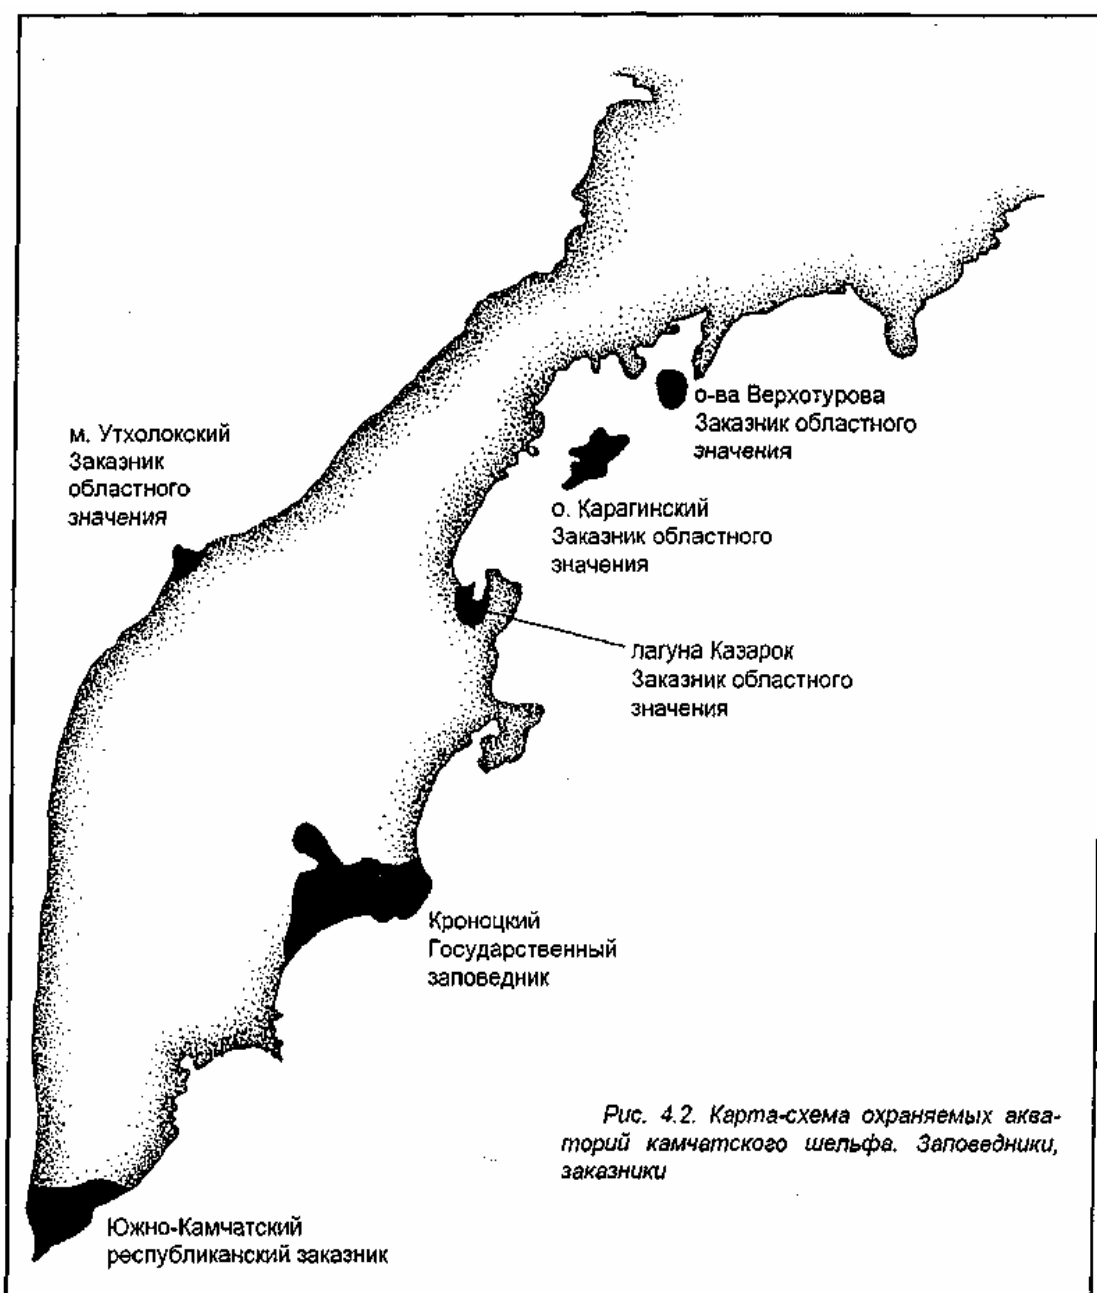 о-ва Верхотурова
Заказник областного
значения
м. Утхолокский
Заказник
областного
значения
о. Карагинский
Заказник областного
значения
лагуна Казарок
Заказник областного
значения
Кроноцкий
Государственный
заповедник
Рис. 4.2. Карта-схема охраняемых аква-
торий камчатского шельфа. Заповедники,
заказники
Южно-Камчатский
республиканский заказник